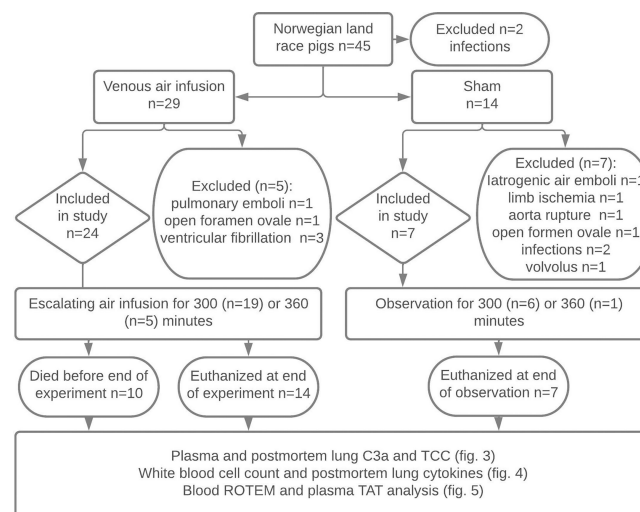 Norwegian land
race pigs n=45
Excluded n=2
infections
Venous air infusion
n=29
Sham
n=14
Included
in study
n=24
Excluded (n=5):
pulmonary emboli n=1
open foramen ovale n=1
ventricular fibrillation n=3
Included
in study
n=7
Excluded (n=7):
Iatrogenic air emboli n=1
limb ischemia n=1
aorta rupture n=1
open formen ovale n=1
infections n=2
volvolus n=1
Escalating air infusion for 300 (n=19) or 360
(n=5) minutes
Observation for 300 (n=6) or 360 (n=1)
minutes
Died before end of
experiment n=10
Euthanized at end
of experiment n=14
Euthanized at end
of observation n=7
Plasma and postmortem lung C3a and TCC (fig. 3)
White blood cell count and postmortem lung cytokines (fig. 4)
Blood ROTEM and plasma TAT analysis (fig. 5)